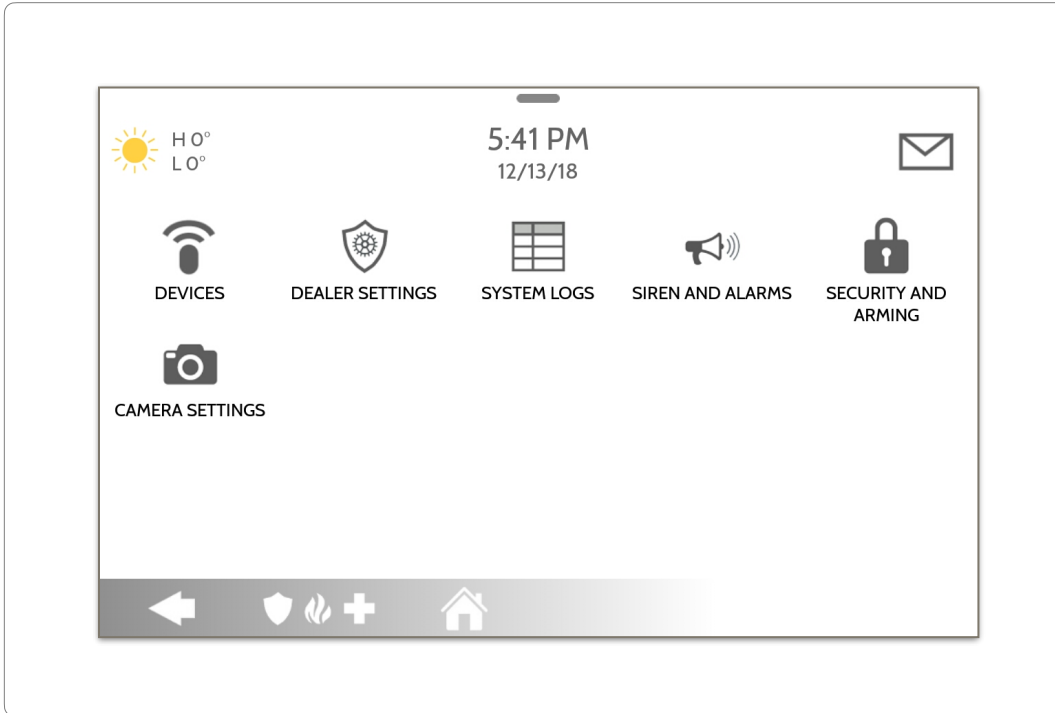 H 0°
L 0°
5:41 PM
12/13/18
DEVICES
DEALER SETTINGS
SYSTEM LOGS
SIREN AND ALARMS
SECURITY AND
ARMING
CAMERA SETTINGS